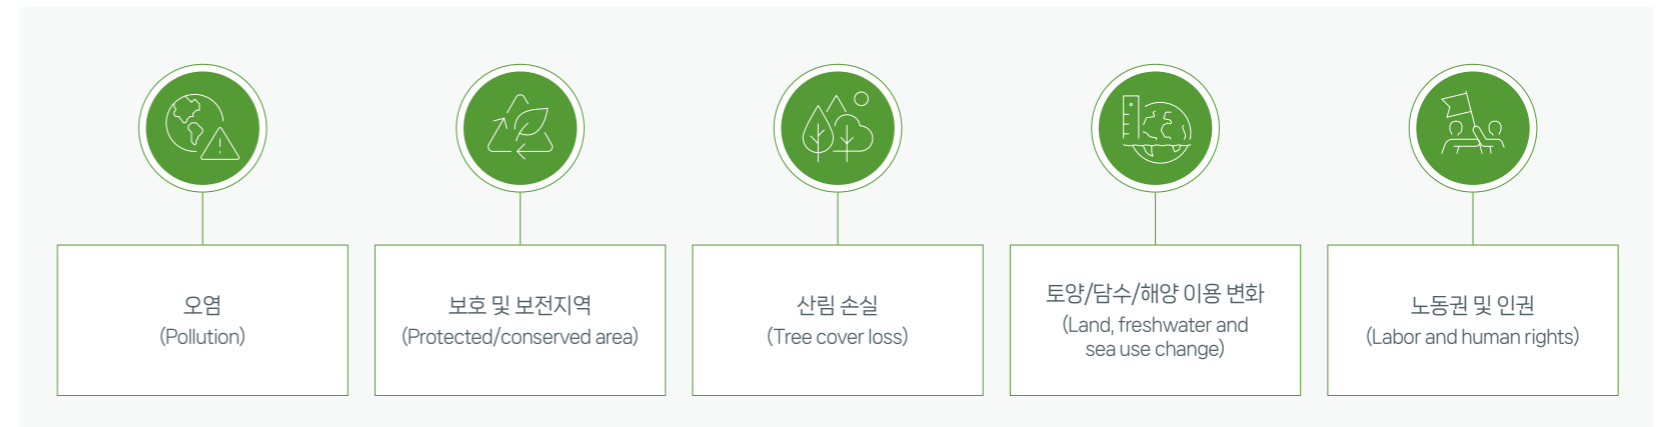 오염
(Pollution)
보호 및 보전지역
(Protected/conserved area)
산림 손실
(Tree cover loss)
토양/담수/해양 이용 변화
(Land, freshwater and
sea use change)
노동권 및 인권
(Labor and human rights)